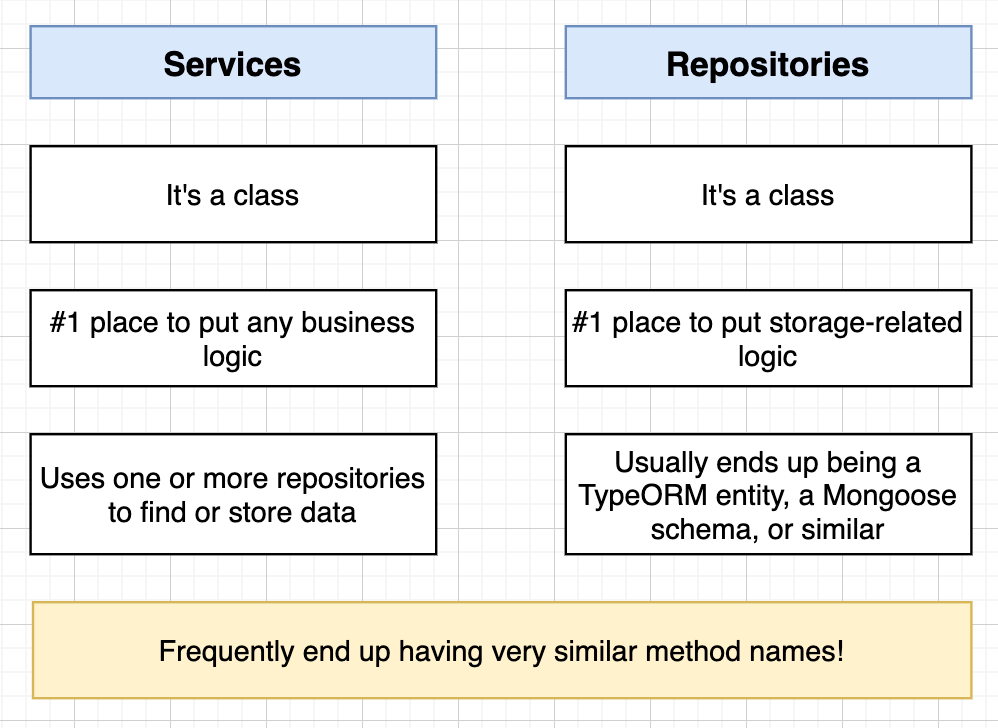 Services
Repositories
It's a class
It's a class
#1 place to put any business
logic
#1 place to put storage-related
logic
Uses one or more repositories
to find or store data
Usually ends up being a
TypeORM entity, a Mongoose
schema, or similar
Frequently end up having very similar method names!